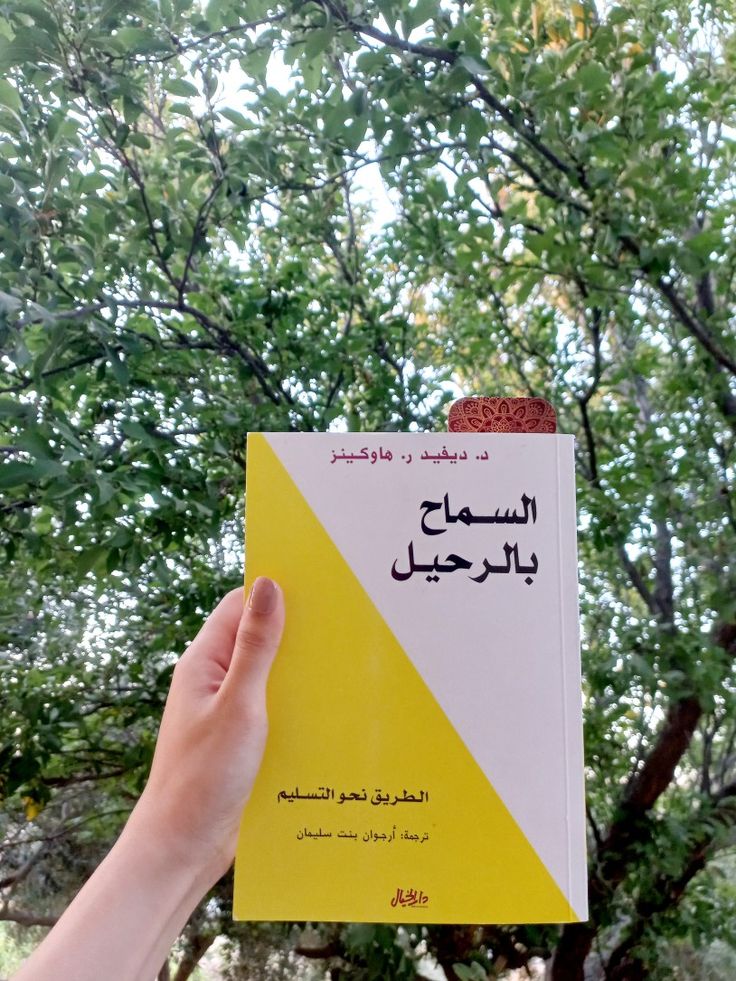 د. ديفيد ر. هاوكينز
السماح
بالرحيل
الطريق نحو التسليم
ترجمة: أرجوان بنت سليمان
دار الخيال